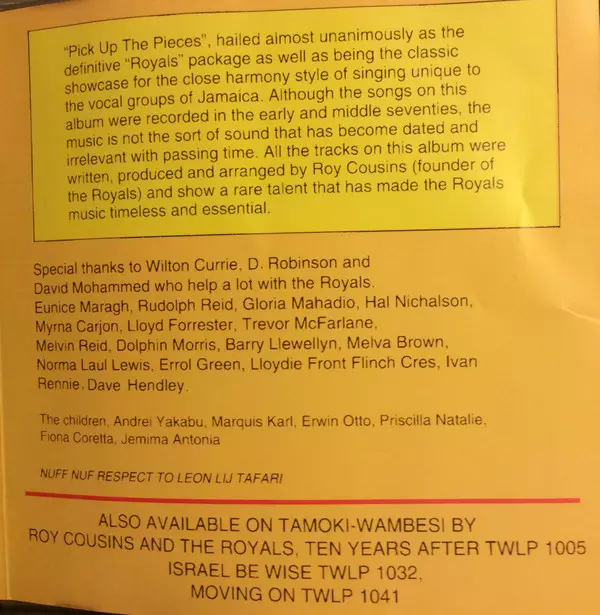 "Pick Up The Pieces", hailed almost unanimously as the
definitive "Royals" package as well as being the classic
showcase for the close harmony style of singing unique to
the vocal groups of Jamaica. Although the songs on this
album were recorded in the early and middle seventies, the
music is not the sort of sound that has become dated and
irrelevant with passing time. All the tracks on this album were
written, produced and arranged by Roy Cousins (founder of
the Royals) and show a rare talent that has made the Royals
music timeless and essential.
Special thanks to Wilton Currie, D. Robinson and
David Mohammed who help a lot with the Royals.
Eunice Maragh, Rudolph Reid, Gloria Mahadio, Hal Nichalson,
Myrna Carjon, Lloyd Forrester, Trevor McFarlane,
Melvin Reid, Dolphin Morris, Barry Llewellyn, Melva Brown,
Norma Laul Lewis, Errol Green, Lloydie Front Flinch Cres, Ivan
Rennie, Dave Hendley.
The children, Andrei Yakabu, Marquis Karl, Erwin Otto, Priscilla Natalie,
Fiona Coretta, Jemima Antonia
NUFF NUF RESPECT TO LEON LIJ TAFARI
ALSO AVAILABLE ON TAMOKI-WAMBESI BY
ROY COUSINS AND THE ROYALS, TEN YEARS AFTER TWLP 1005
ISRAEL BE WISE TWLP 1032,
MOVING ON TWLP 1041